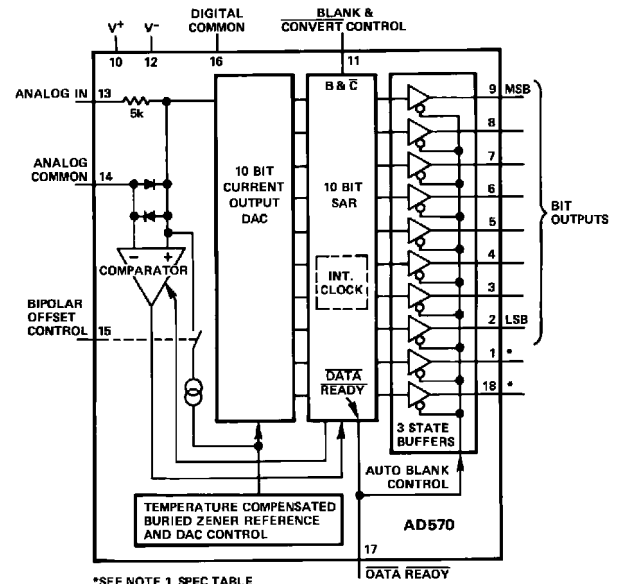 DIGITAL
COMMON
BLANK &
CONVERT CONTROL
V+
V-
10
12
16
11
ANALOG IN
13
5k
B & C
9
MSB
8
7
6
5
4
3
2
LSB
1
*
18
*
BIT
OUTPUTS
ANALOG
COMMON
14
10 BIT
CURRENT
OUTPUT
DAC
10 BIT
SAR
- +
COMPARATOR
INT.
CLOCK
BIPOLAR
OFFSET
CONTROL
15
DATA
READY
3 STATE
BUFFERS
AUTO BLANK
CONTROL
TEMPERATURE COMPENSATED
BURIED ZENER REFERENCE
AND DAC CONTROL
AD570
17
*SEE NOTE 1, SPEC TABLE
DATA READY